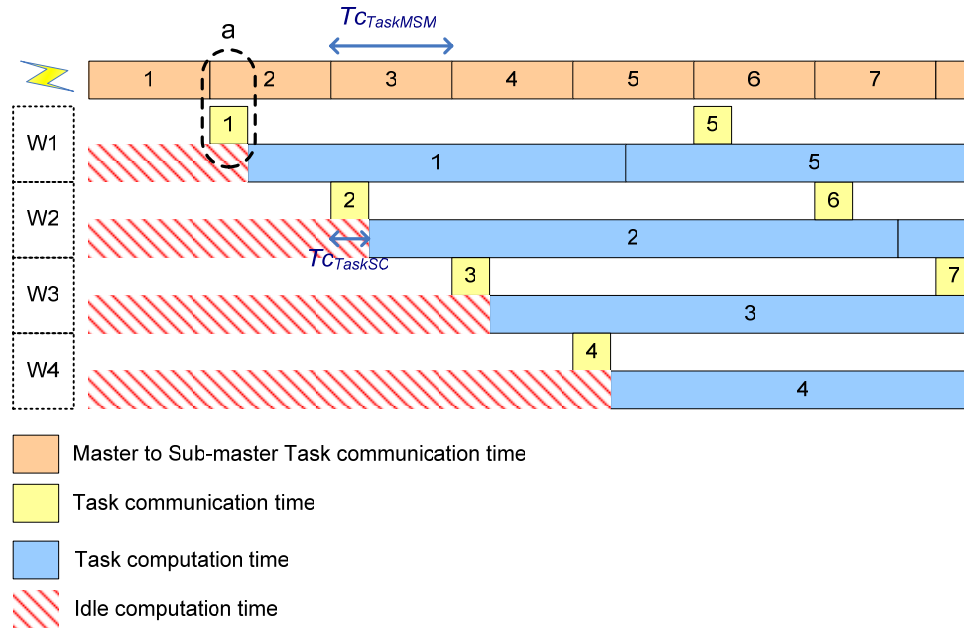 TcTaskMSM
a
1 2 3 4 5 6 7
1 5
W1
1 5
2 6
W2
2
TcTaskSC
3 7
W3
3
4
W4
4
Master to Sub-master Task communication time
Task communication time
Task computation time
Idle computation time